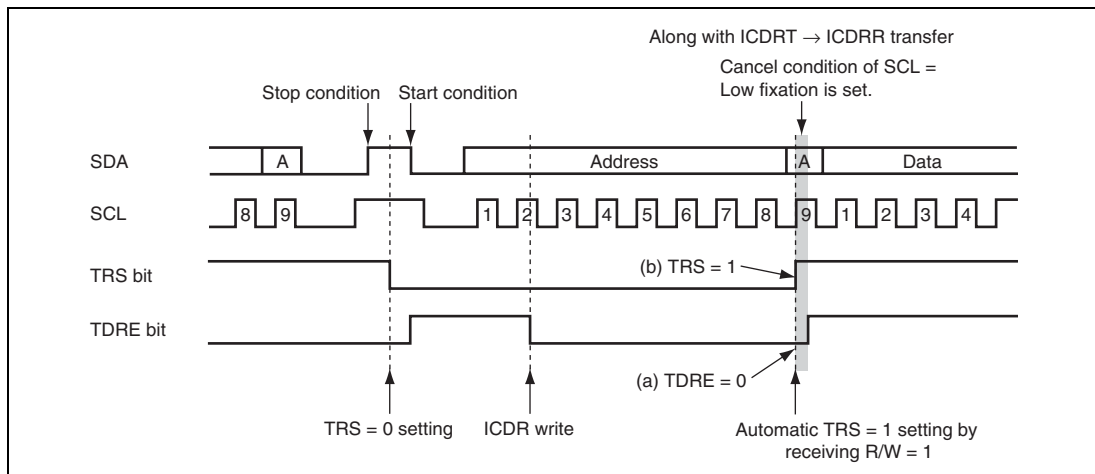 Along with ICDRT → ICDRR transfer
Cancel condition of SCL =
Low fixation is set.
Stop condition
Start condition
SDA
A
Address
A
Data
SCL
8
9
1
2
3
4
5
6
7
8
9
1
2
3
4
TRS bit
(b) TRS = 1
TDRE bit
(a) TDRE = 0
TRS = 0 setting
ICDR write
Automatic TRS = 1 setting by
receiving R/W = 1